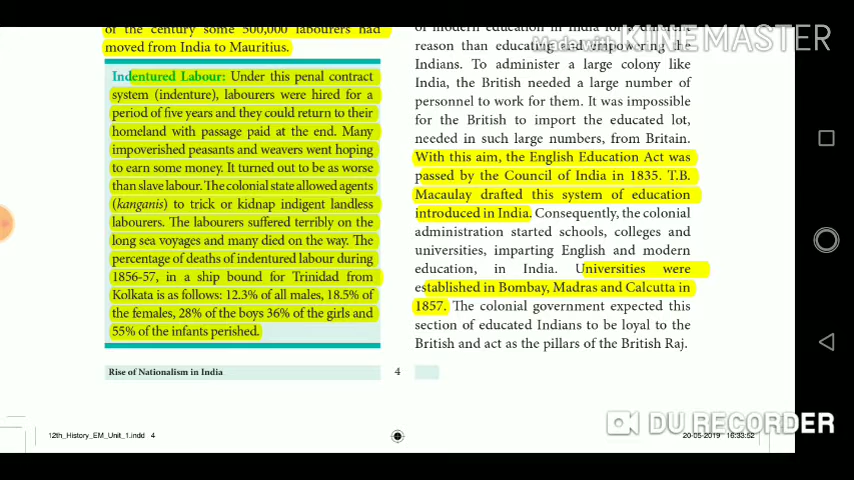 of the century some 500,000 labourers had
moved from India to Mauritius.
Indentured Labour: Under this penal contract
system (indenture), labourers were hired for a
period of five years and they could return to their
homeland with passage paid at the end. Many
impoverished peasants and weavers went hoping
to earn some money. It turned out to be as worse
than slave labour. The colonial state allowed agents
(kanganis) to trick or kidnap indigent landless
labourers. The labourers suffered terribly on the
long sea voyages and many died on the way. The
percentage of deaths of indentured labour during
1856-57, in a ship bound for Trinidad from
Kolkata is as follows: 12.3% of all males, 18.5% of
the females, 28% of the boys 36% of the girls and
55% of the infants perished.
Rise of Nationalism in India
4
of modern education in India for
reason than educating and empowering the
Indians. To administer a large colony like
India, the British needed a large number of
personnel to work for them. It was impossible
for the British to import the educated lot,
needed in such large numbers, from Britain.
With this aim, the English Education Act was
passed by the Council of India in 1835. T.B.
Macaulay drafted this system of education
introduced in India. Consequently, the colonial
administration started schools, colleges and
universities, imparting English and modern
education, in India. Universities were
established in Bombay, Madras and Calcutta in
1857. The colonial government expected this
section of educated Indians to be loyal to the
British and act as the pillars of the British Raj.
Made with KINEMASTER
DU RECORDER
12th_History_EM_Unit_1.indd 4
20-05-2019 16:33:52